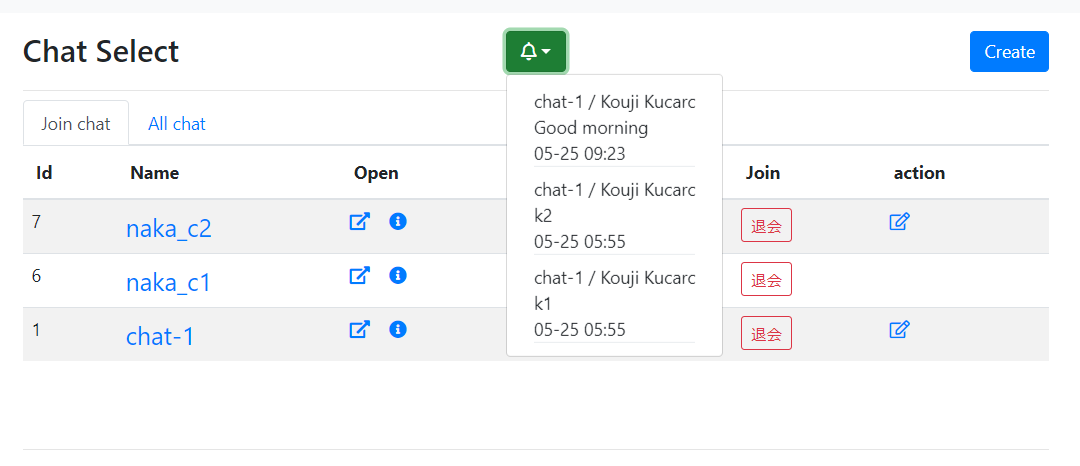 Chat Select
Create
Join chat
All chat
chat-1 / Kouji Kucarc
Good morning
05-25 09:23
chat-1 / Kouji Kucarc
k2
05-25 05:55
chat-1 / Kouji Kucarc
k1
05-25 05:55
Id Name Open Join action
7 naka_c2 退会
6 naka_c1 退会
1 chat-1 退会